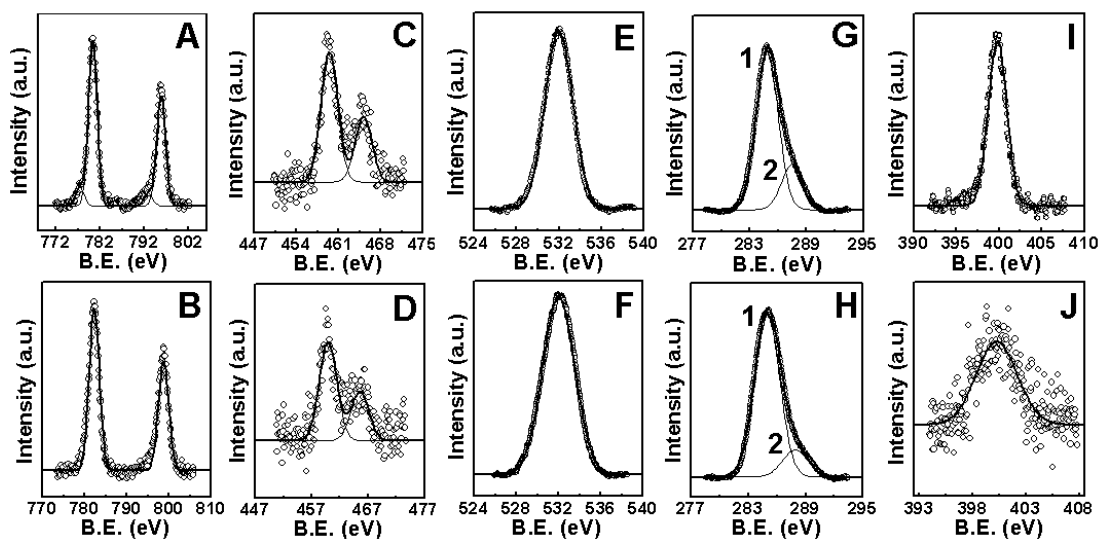 A
Intensity (a.u.)
772 782 792 802
B.E. (eV)
C
Intensity (a.u.)
447 454 461 468 475
B.E. (eV)
E
Intensity (a.u.)
524 528 532 536 540
B.E. (eV)
G
1
2
Intensity (a.u.)
277 283 289 295
B.E. (eV)
I
Intensity (a.u.)
390 395 400 405 410
B.E. (eV)
B
Intensity (a.u.)
770 780 790 800 810
B.E. (eV)
D
Intensity (a.u.)
447 457 467 477
B.E. (eV)
F
Intensity (a.u.)
524 528 532 536 540
B.E. (eV)
H
1
2
Intensity (a.u.)
277 283 289 295
B.E. (eV)
J
Intensity (a.u.)
393 398 403 408
B.E. (eV)